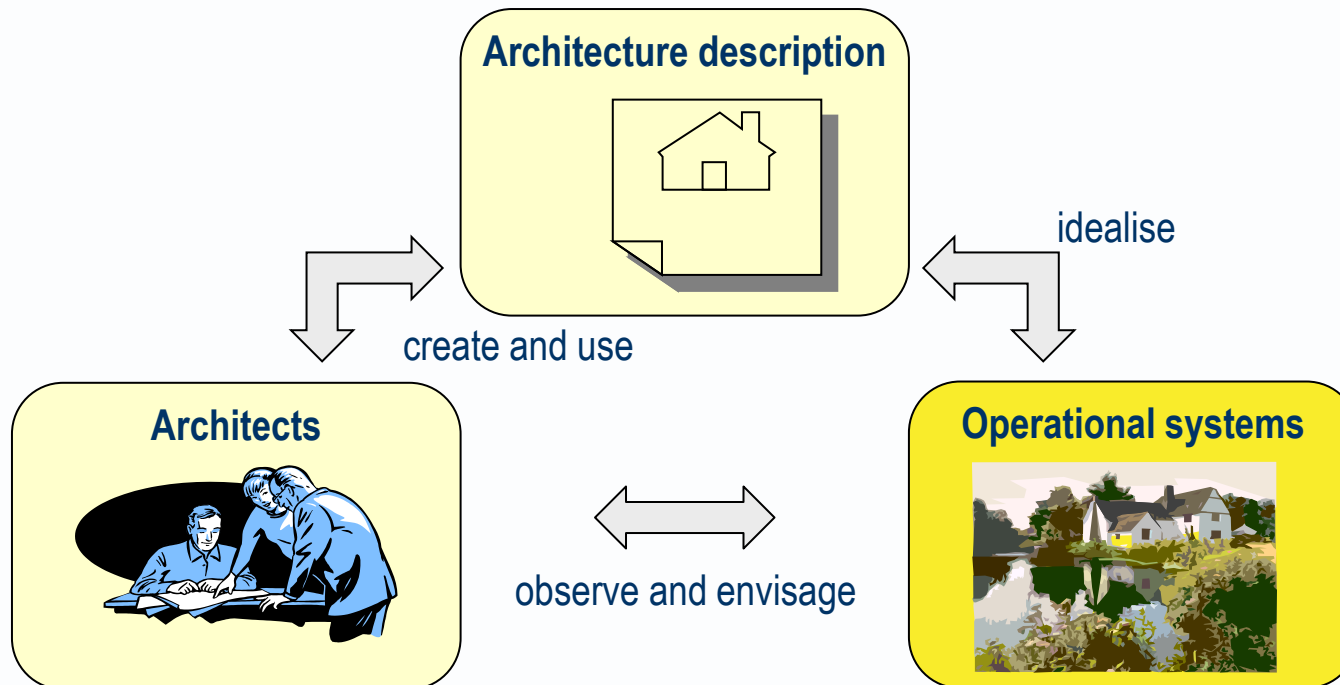 Architecture description
idealise
create and use
Architects
Operational systems
observe and envisage